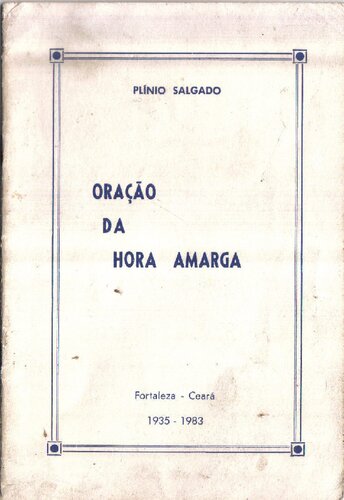 PLÍNIO SALGADO
ORAÇÃO
DA
HORA AMARGA
Fortaleza - Ceará
1935 - 1983